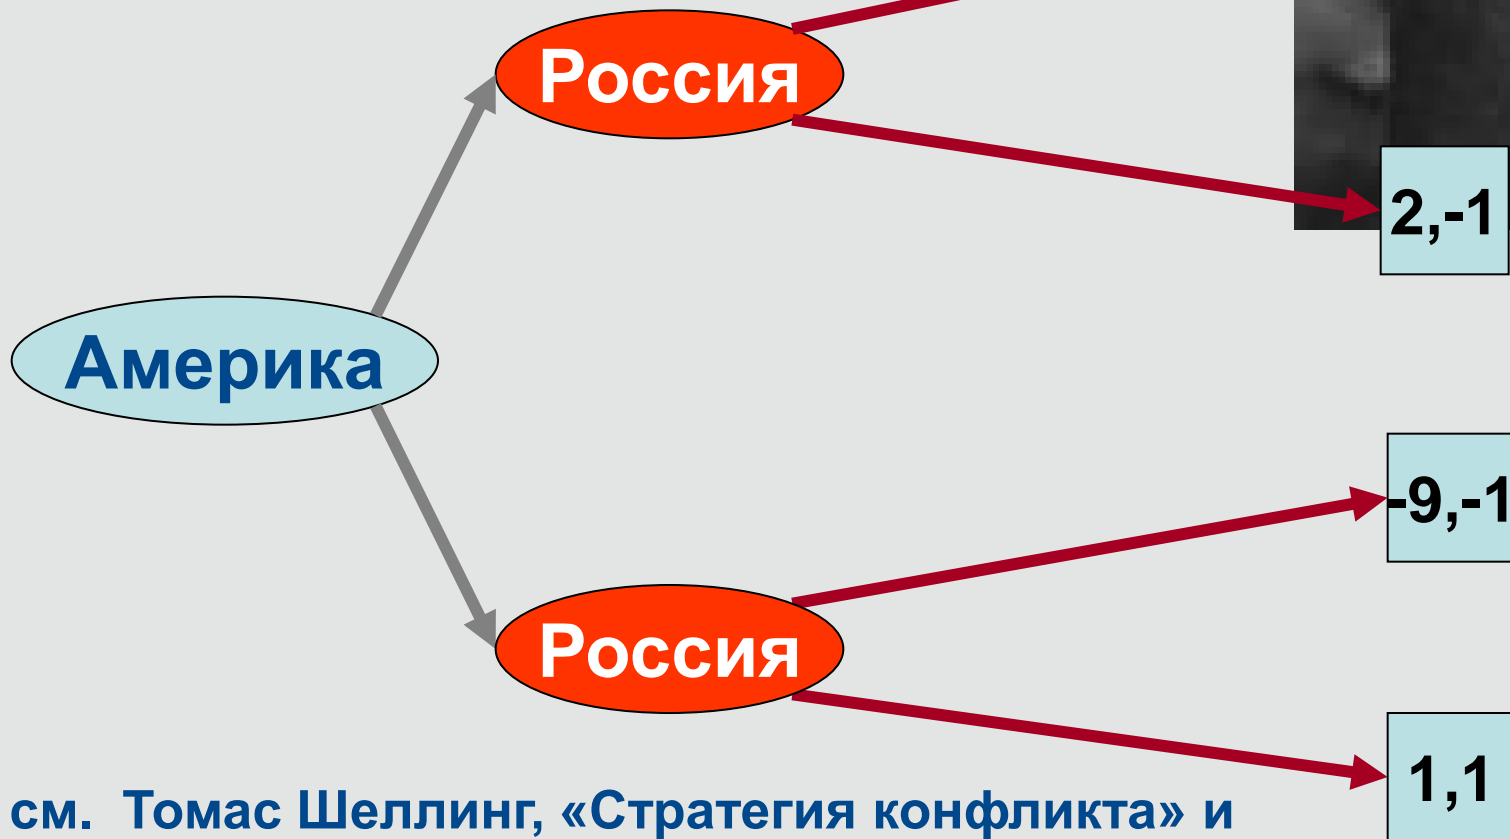 Россия
2,-1
Америка
-9,-1
Россия
1,1
см. Томас Шеллинг, «Стратегия конфликта» и